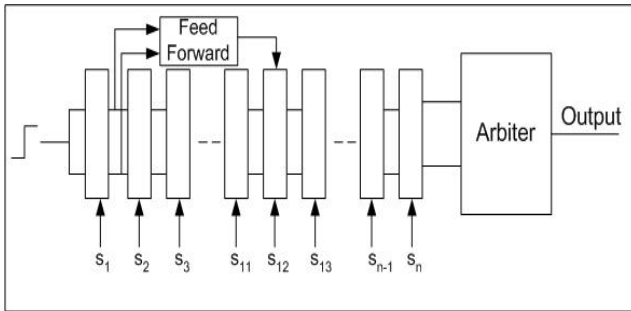 Feed
Forward
Arbiter
Output
s1 s2 s3 s11 s12 s13 sn-1 sn